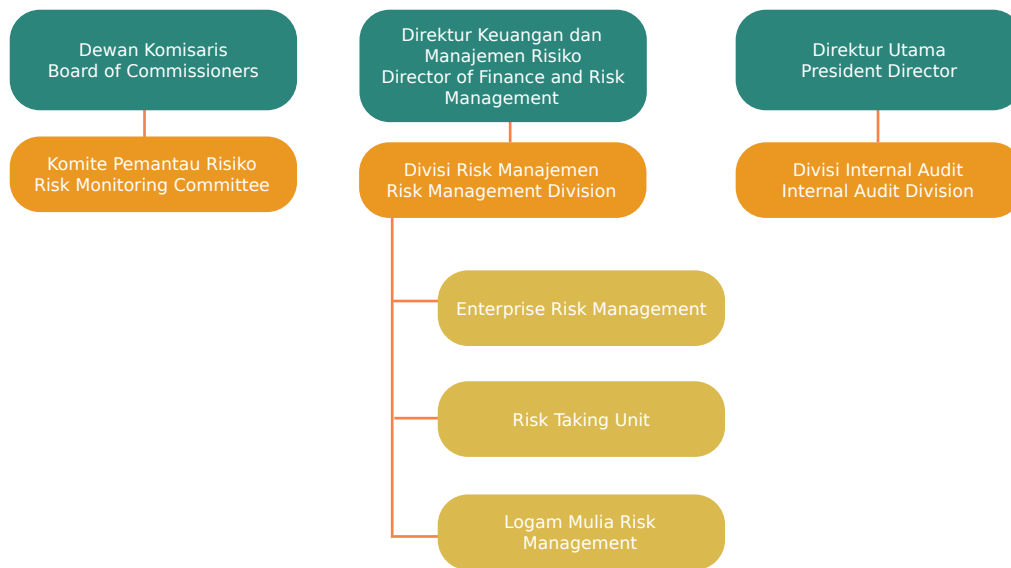 Dewan Komisaris
Board of Commissioners
Direktur Keuangan dan
Manajemen Risiko
Director of Finance and Risk
Management
Direktur Utama
President Director
Komite Pemantau Risiko
Risk Monitoring Committee
Divisi Risk Manajemen
Risk Management Division
Divisi Internal Audit
Internal Audit Division
Enterprise Risk Management
Risk Taking Unit
Logam Mulia Risk
Management